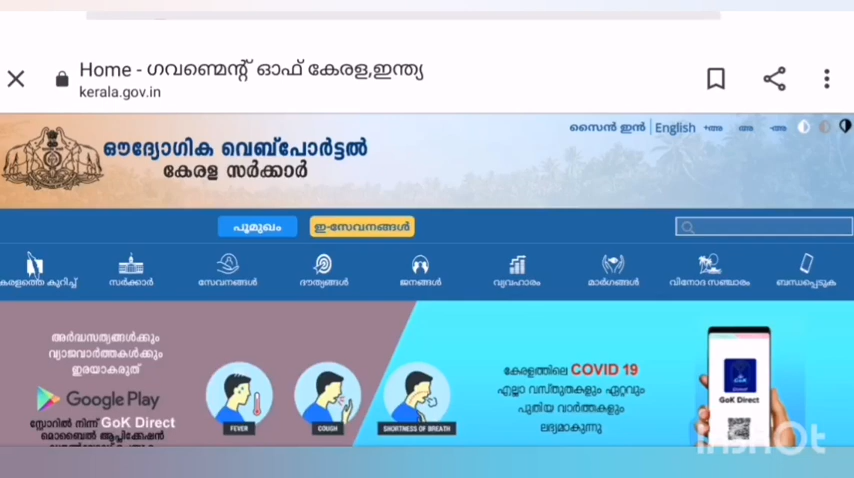 Home - ഗവണ്മെന്റ് ഓഫ് കേരള,ഇന്ത്യ
kerala.gov.in
സൈൻ ഇൻ | English +അ അ -അ
ഔദ്യോഗിക വെബ്പോർട്ടൽ
കേരള സർക്കാർ
പൂമുഖം ഇ-സേവനങ്ങൾ
കേരളത്തെ കുറിച്ച് സർക്കാർ സേവനങ്ങൾ ദൗത്യങ്ങൾ ജനങ്ങൾ വ്യവഹാരം മാർഗങ്ങൾ വിനോദ സഞ്ചാരം ബന്ധപ്പെടുക
അർദ്ധസത്യങ്ങൾക്കും
വ്യാജവാർത്തകൾക്കും
ഇരയാകരുത്
Google Play
സ്റ്റോറിൽ നിന്ന് GoK Direct
മൊബൈൽ ആപ്ലിക്കേഷൻ
FEVER COUGH SHORTNESS OF BREATH
കേരളത്തിലെ COVID 19
എല്ലാ വസ്തുതകളും ഏറ്റവും
പുതിയ വാർത്തകളും
ലഭ്യമാകുന്നു
GoK
Direct
GoK Direct
InShOt